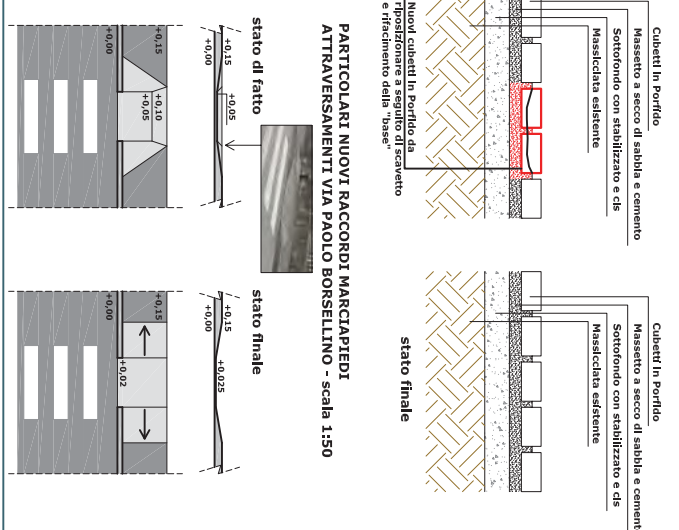 Cubetti in Porfido
Massetto a secco di sabbia e cemento
Sottofondo con stabilizzato e cls
Massicciata esistente
Nuovi cubetti in Porfido da
riposizionare a seguito di scavetto
e rifacimento della "base"
Cubetti in Porfido
Massetto a secco di sabbia e cement
Sottofondo con stabilizzato e cls
Massicciata esistente
stato finale
PARTICOLARI NUOVI RACCORDI MARCIAPIEDI
ATTRAVERSAMENTI VIA PAOLO BORSELLINO - scala 1:50
stato di fatto
+0,15
+0,05
+0,00
+0,15
+0,10
+0,05
+0,00
stato finale
+0,15
+0,025
+0,00
+0,15
+0,02
+0,00